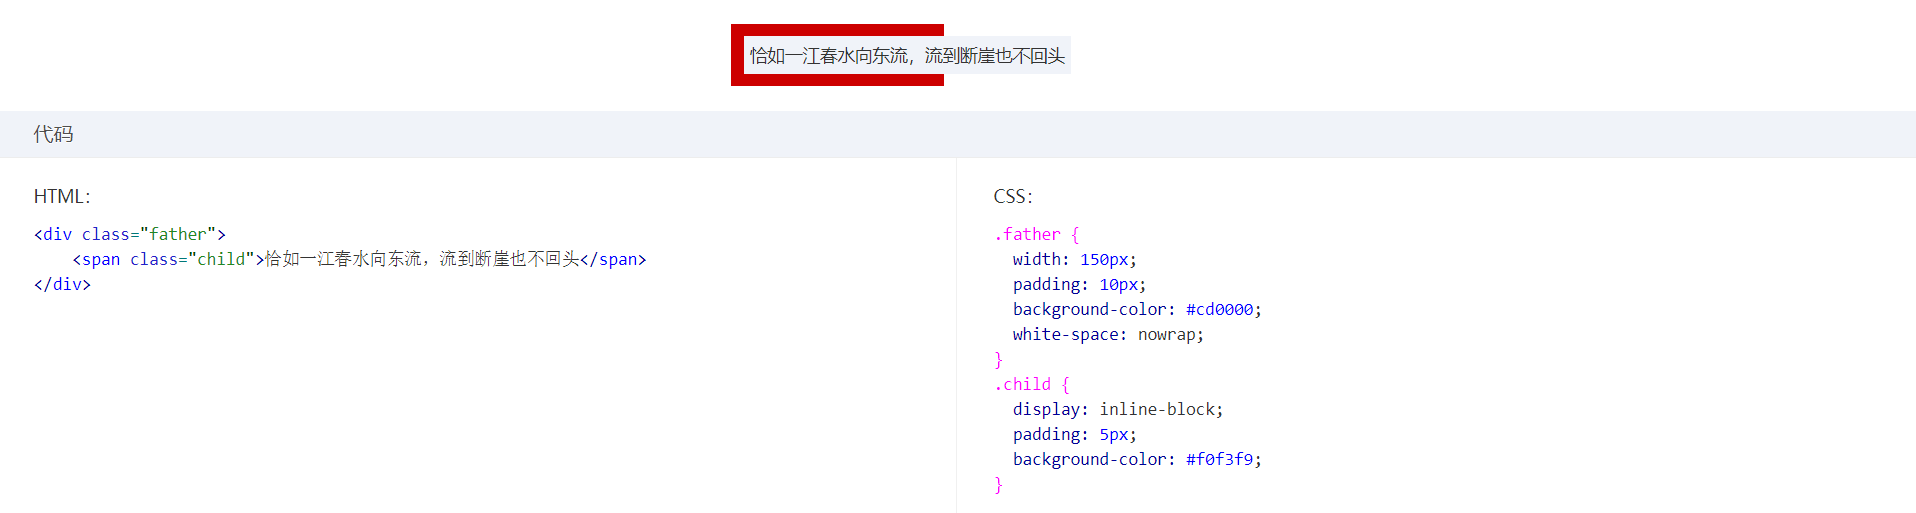 恰如一江春水向东流，流到断崖也不回头
代码
HTML:
<div class="father">
    <span class="child">恰如一江春水向东流，流到断崖也不回头</span>
</div>
CSS:
.father {
  width: 150px;
  padding: 10px;
  background-color: #cd0000;
  white-space: nowrap;
}
.child {
  display: inline-block;
  padding: 5px;
  background-color: #f0f3f9;
}